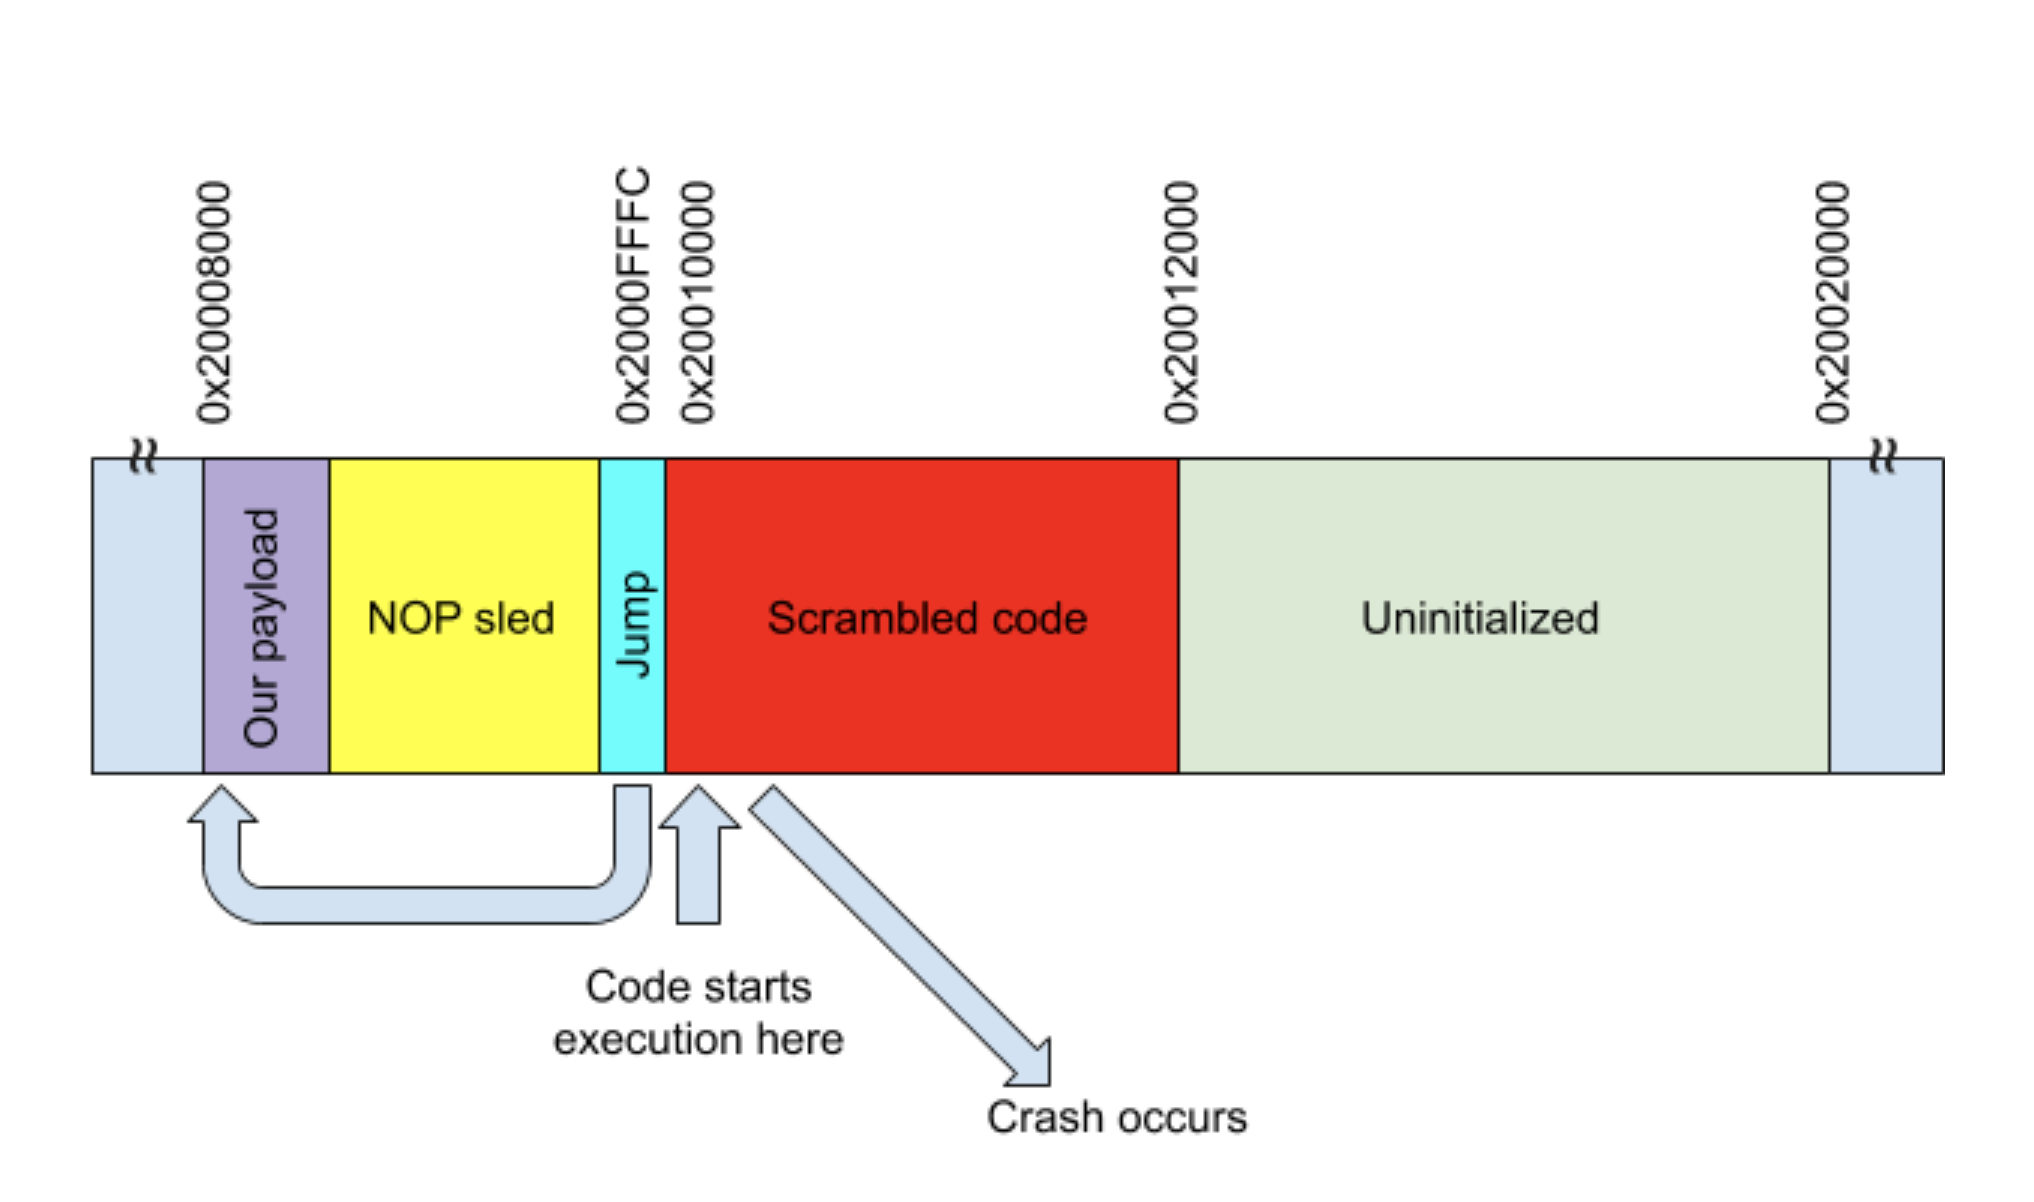 0x20008000
0x2000FFFC
0x20010000
0x20012000
0x20020000
≈
≈
Our payload
NOP sled
Jump
Scrambled code
Uninitialized
Code starts
execution here
Crash occurs